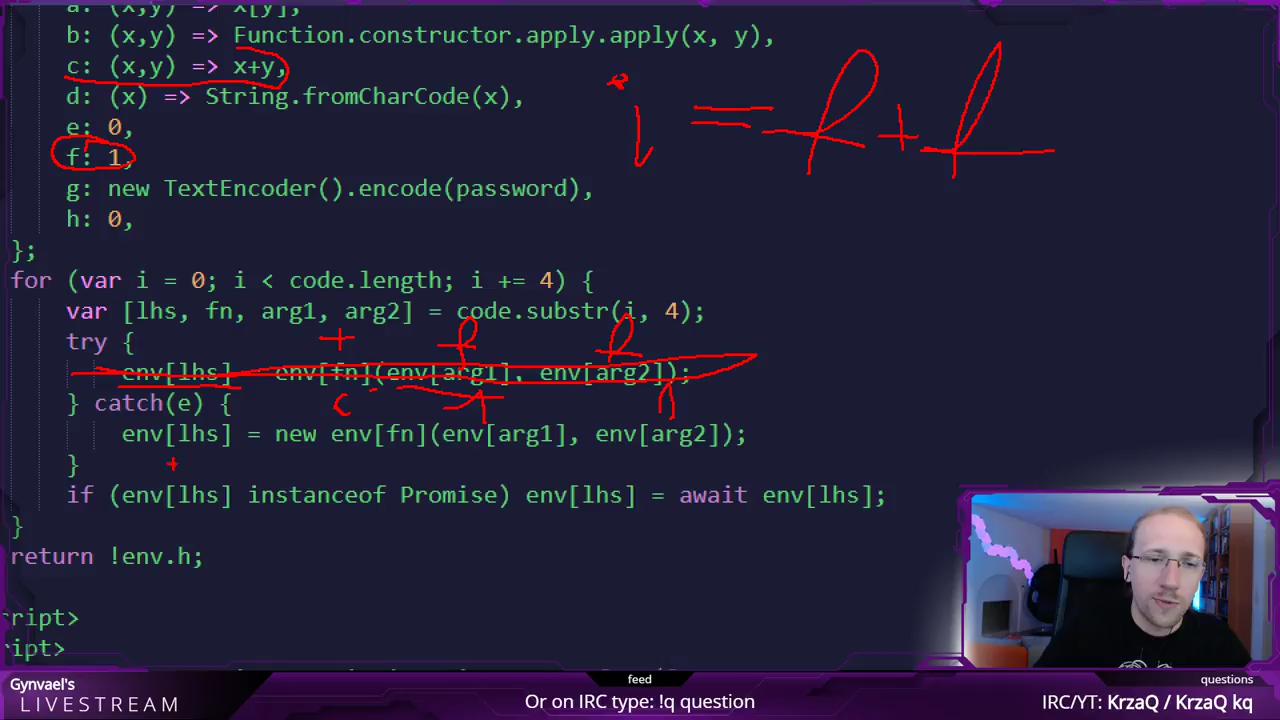 a: (x,y) => x[y],
b: (x,y) => Function.constructor.apply.apply(x, y),
c: (x,y) => x+y,
d: (x) => String.fromCharCode(x),
e: 0,
f: 1,
g: new TextEncoder().encode(password),
h: 0,
};
for (var i = 0; i < code.length; i += 4) {
var [lhs, fn, arg1, arg2] = code.substr(i, 4);
try {
env[lhs] = env[fn](env[arg1], env[arg2]);
} catch(e) {
env[lhs] = new env[fn](env[arg1], env[arg2]);
}
if (env[lhs] instanceof Promise) env[lhs] = await env[lhs];
}
return !env.h;
cript>
ript>
i = f + f
+ f f
c f f
+
Gynvael's
LIVESTREAM
feed
Or on IRC type: !q question
questions
IRC/YT: KrzaQ / KrzaQ kq